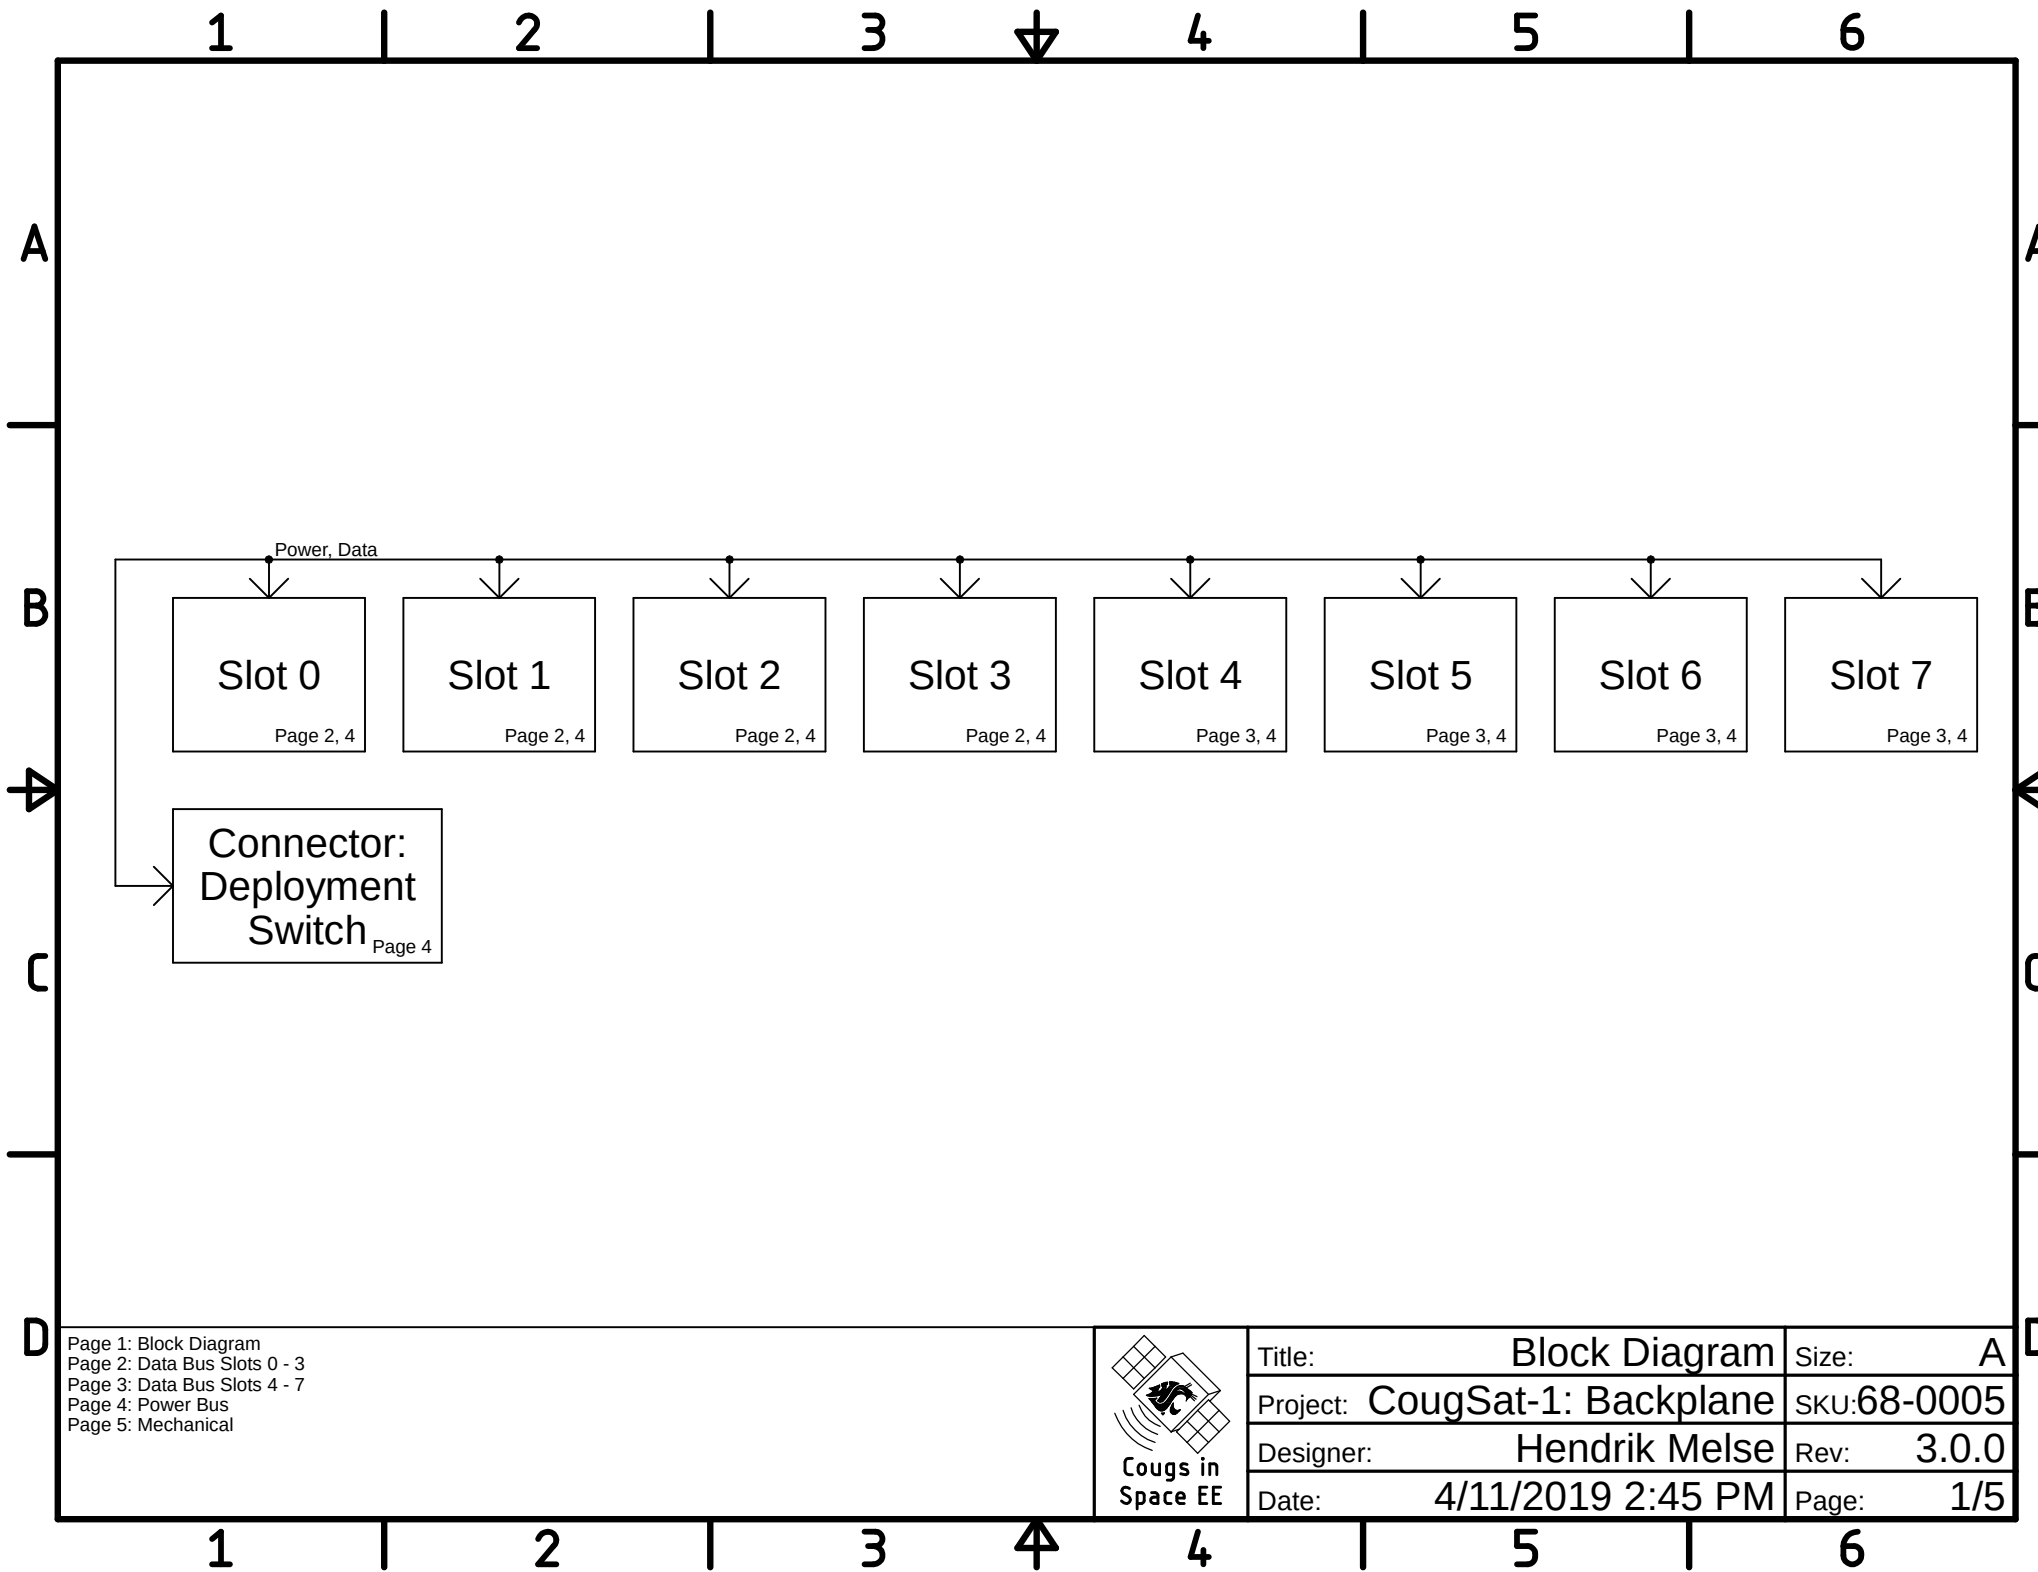 1 2 3 4 5 6
A A
Power, Data
B B
Slot 0 Slot 1 Slot 2 Slot 3 Slot 4 Slot 5 Slot 6 Slot 7
Page 2, 4 Page 2, 4 Page 2, 4 Page 2, 4 Page 3, 4 Page 3, 4 Page 3, 4 Page 3, 4
Connector:
Deployment
Switch
Page 4
C C
D D
Page 1: Block Diagram
Page 2: Data Bus Slots 0 - 3
Page 3: Data Bus Slots 4 - 7
Page 4: Power Bus
Page 5: Mechanical
Cougs in
Space EE
Title: Block Diagram Size: A
Project: CougSat-1: Backplane SKU:68-0005
Designer: Hendrik Melse Rev: 3.0.0
Date: 4/11/2019 2:45 PM Page: 1/5
1 2 3 4 5 6